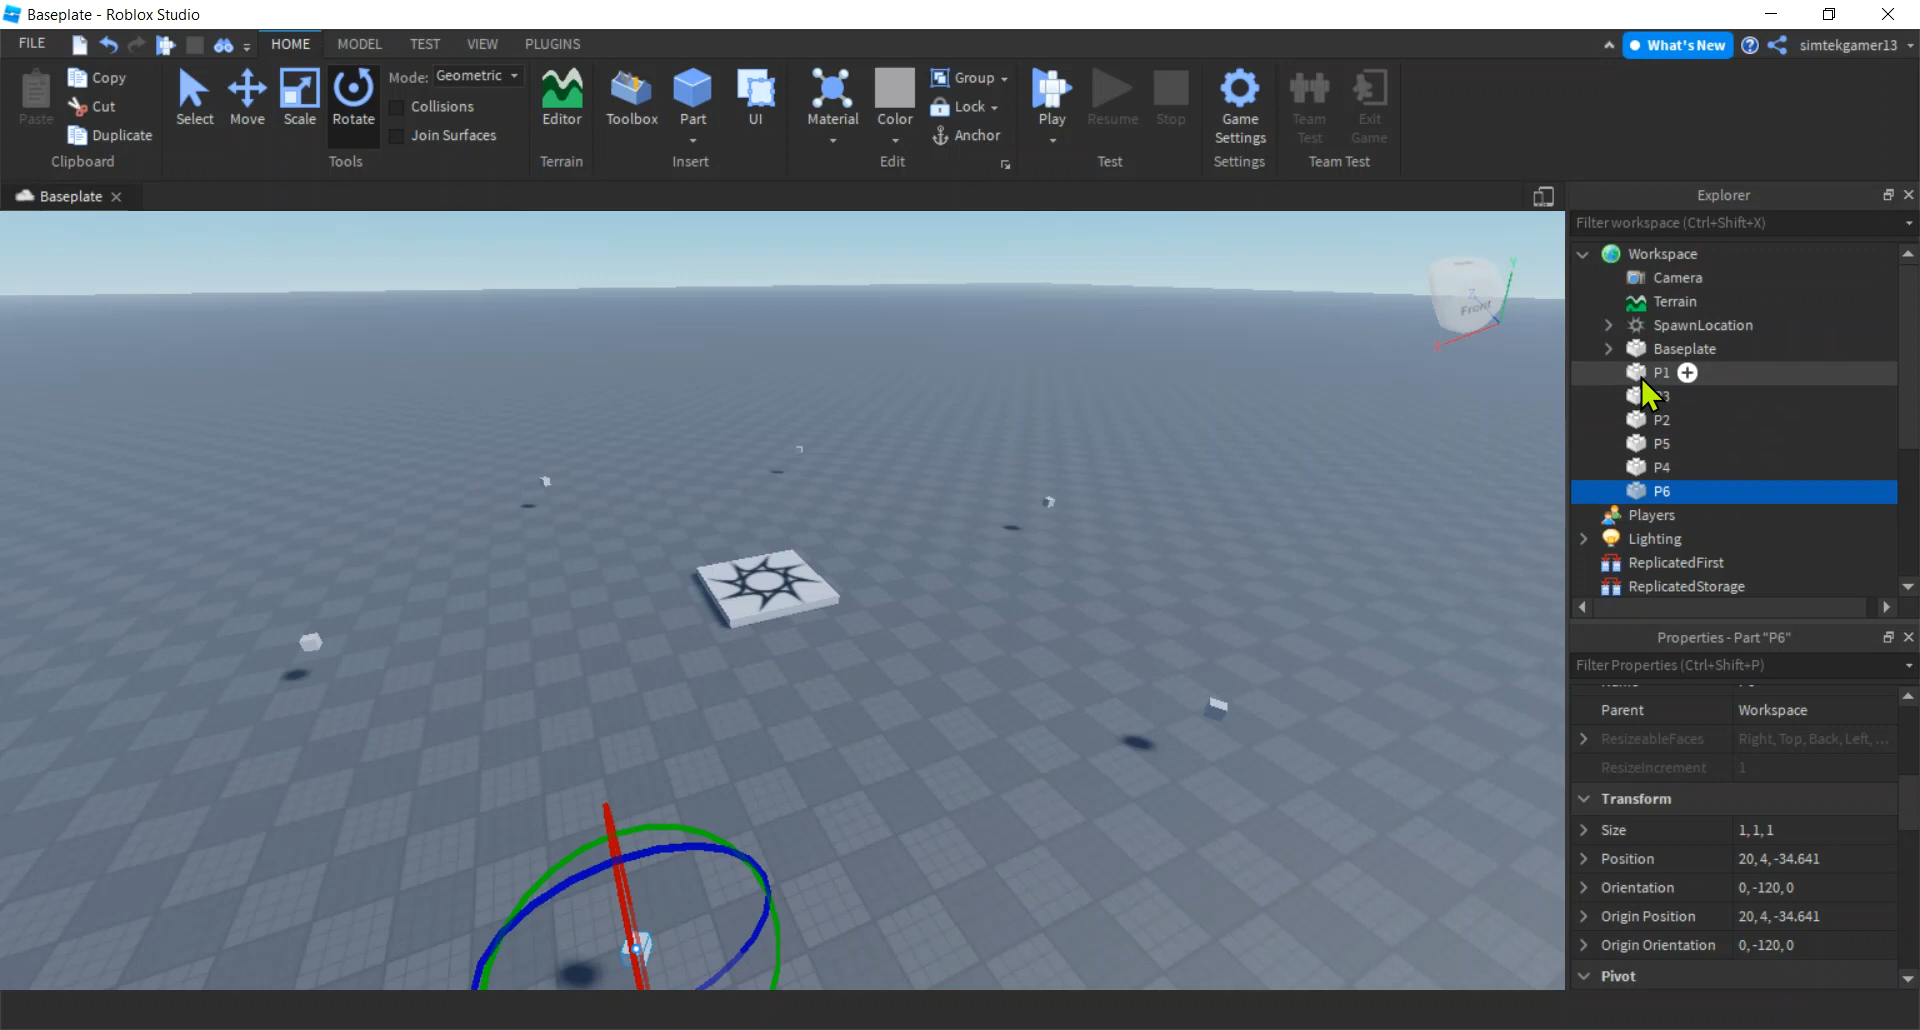 Baseplate - Roblox Studio
FILE HOME MODEL TEST VIEW PLUGINS What's New simtekgamer13
Paste Copy Cut Duplicate
Clipboard
Select Move Scale Rotate
Mode: Geometric
Collisions
Join Surfaces
Tools
Editor
Terrain
Toolbox Part UI
Insert
Material Color Group Lock Anchor
Edit
Play Resume Stop
Test
Game Settings
Settings
Team Test Exit Game
Team Test
Baseplate
Front
X
Y
Z
Explorer
Filter workspace (Ctrl+Shift+X)
Workspace
Camera
Terrain
SpawnLocation
Baseplate
P1
3
P2
P5
P4
P6
Players
Lighting
ReplicatedFirst
ReplicatedStorage
Properties - Part "P6"
Filter Properties (Ctrl+Shift+P)
Parent Workspace
ResizeableFaces Right, Top, Back, Left, ...
ResizeIncrement 1
Transform
Size 1, 1, 1
Position 20, 4, -34.641
Orientation 0, -120, 0
Origin Position 20, 4, -34.641
Origin Orientation 0, -120, 0
Pivot